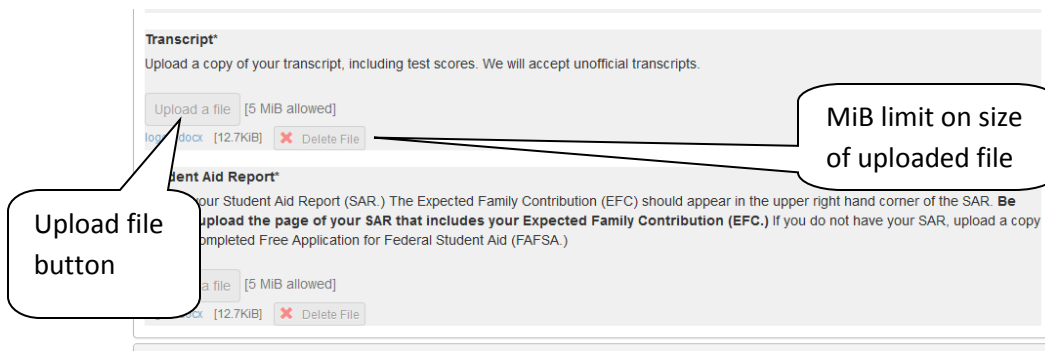 Transcript*
Upload a copy of your transcript, including test scores. We will accept unofficial transcripts.
Upload a file [5 MiB allowed]
docx [12.7KiB] Delete File
MiB limit on size
of uploaded file
dent Aid Report*
your Student Aid Report (SAR.) The Expected Family Contribution (EFC) should appear in the upper right hand corner of the SAR. Be
upload the page of your SAR that includes your Expected Family Contribution (EFC.) If you do not have your SAR, upload a copy
ompleted Free Application for Federal Student Aid (FAFSA.)
Upload file
button
a file [5 MiB allowed]
docx [12.7KiB] Delete File